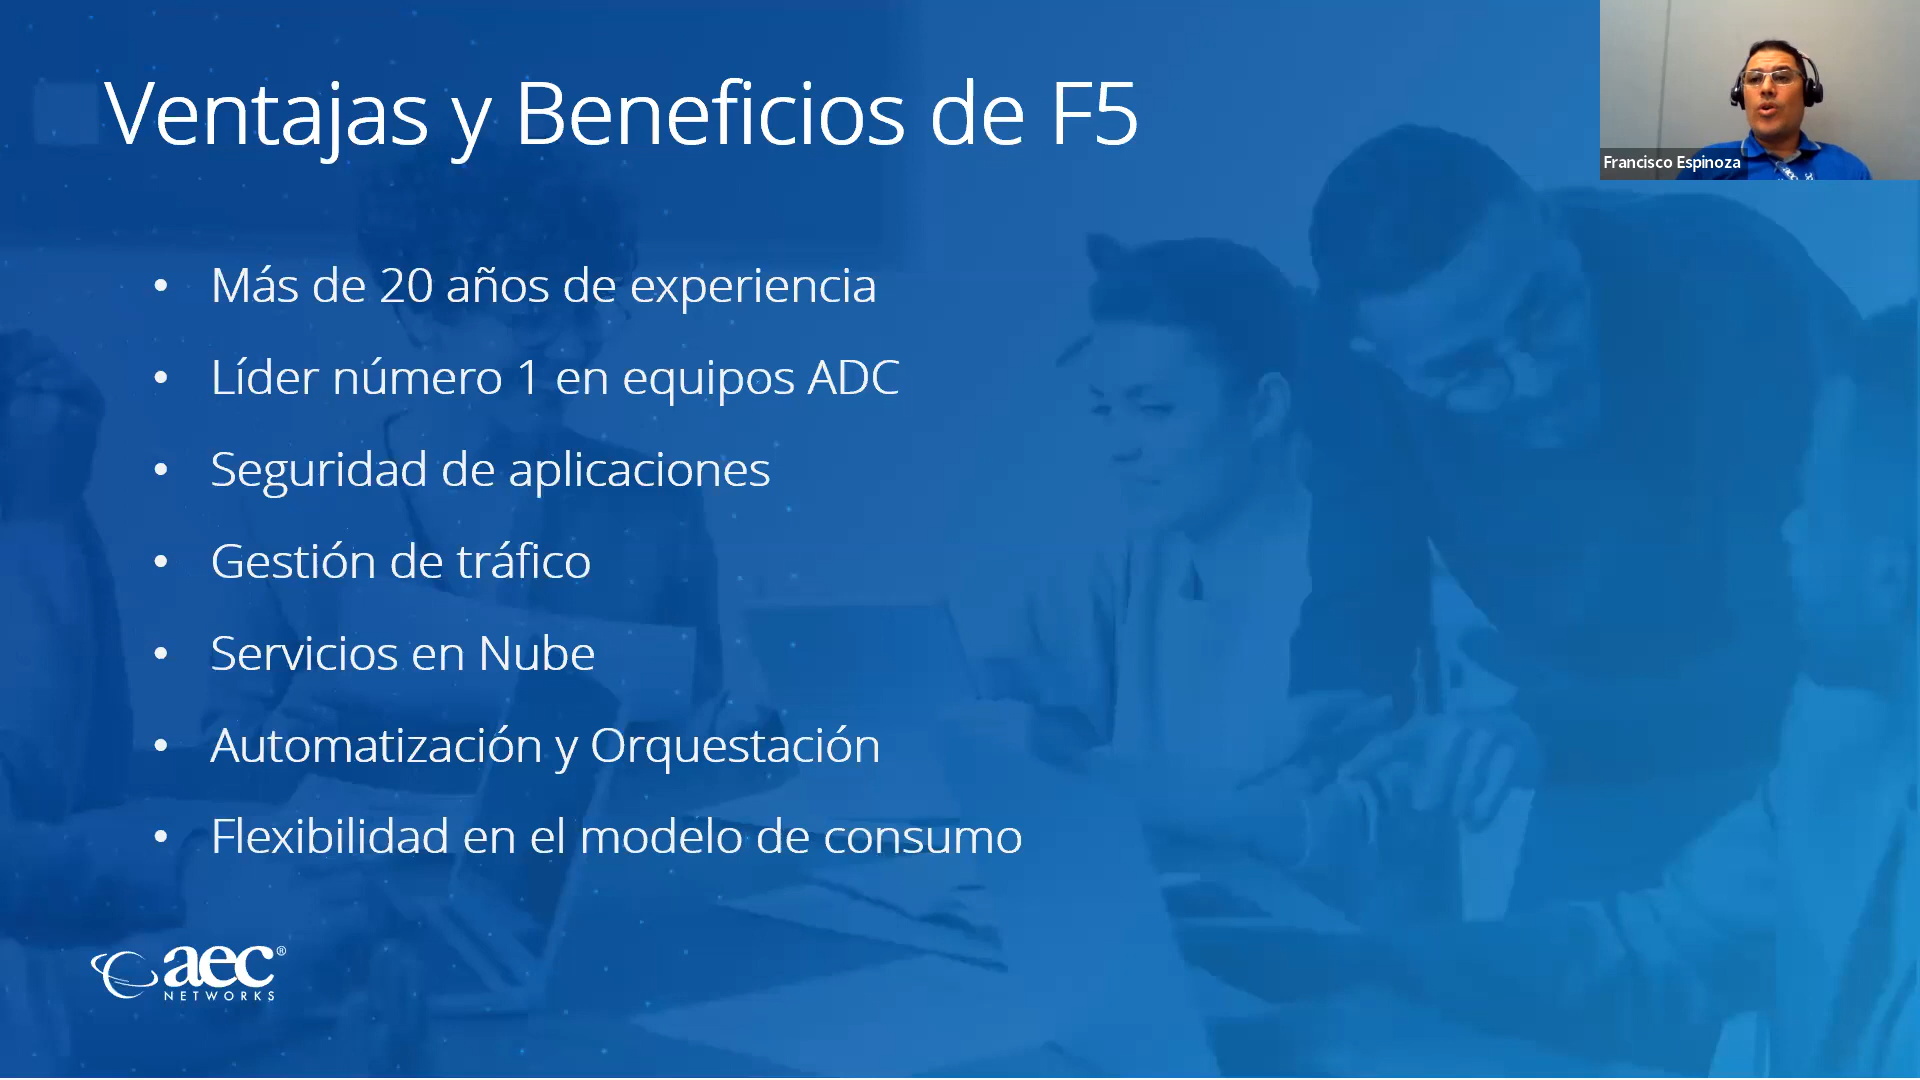 Ventajas y Beneficios de F5
Francisco Espinoza
• Más de 20 años de experiencia
• Líder número 1 en equipos ADC
• Seguridad de aplicaciones
• Gestión de tráfico
• Servicios en Nube
• Automatización y Orquestación
• Flexibilidad en el modelo de consumo
aec®
NETWORKS